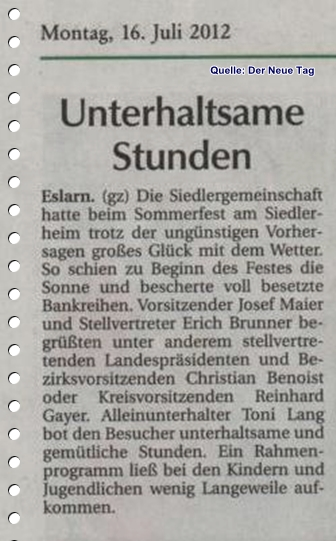 Montag, 16. Juli 2012
Quelle: Der Neue Tag
Unterhaltsame
Stunden
Eslarn. (gz) Die Siedlergemeinschaft
hatte beim Sommerfest am Siedler-
heim trotz der ungünstigen Vorher-
sagen großes Glück mit dem Wetter.
So schien zu Beginn des Festes die
Sonne und bescherte voll besetzte
Bankreihen. Vorsitzender Josef Maier
und Stellvertreter Erich Brunner be-
grüßten unter anderem stellvertre-
tenden Landespräsidenten und Be-
zirksvorsitzenden Christian Benoist
oder Kreisvorsitzenden Reinhard
Gayer. Alleinunterhalter Toni Lang
bot den Besucher unterhaltsame und
gemütliche Stunden. Ein Rahmen-
programm ließ bei den Kindern und
Jugendlichen wenig Langeweile auf-
kommen.